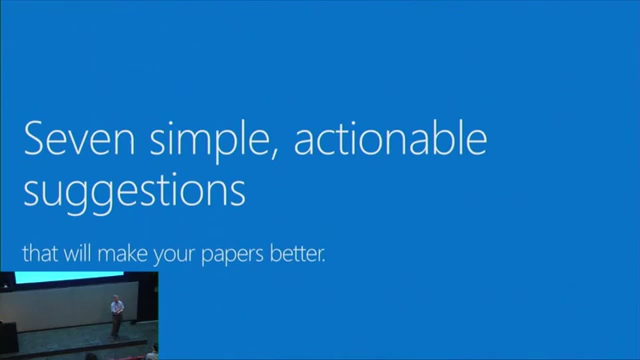 Seven simple, actionable
suggestions
that will make your papers better.